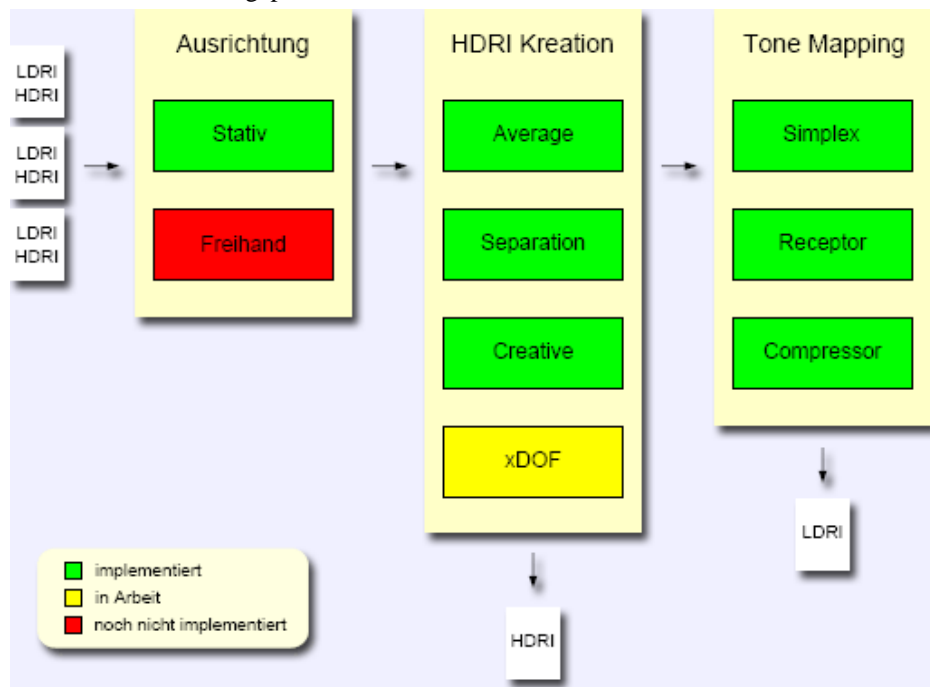 LDRI
HDRI
LDRI
HDRI
LDRI
HDRI
Ausrichtung
Stativ
Freihand
HDRI Kreation
Average
Separation
Creative
xDOF
Tone Mapping
Simplex
Receptor
Compressor
HDRI
LDRI
implementiert
in Arbeit
noch nicht implementiert